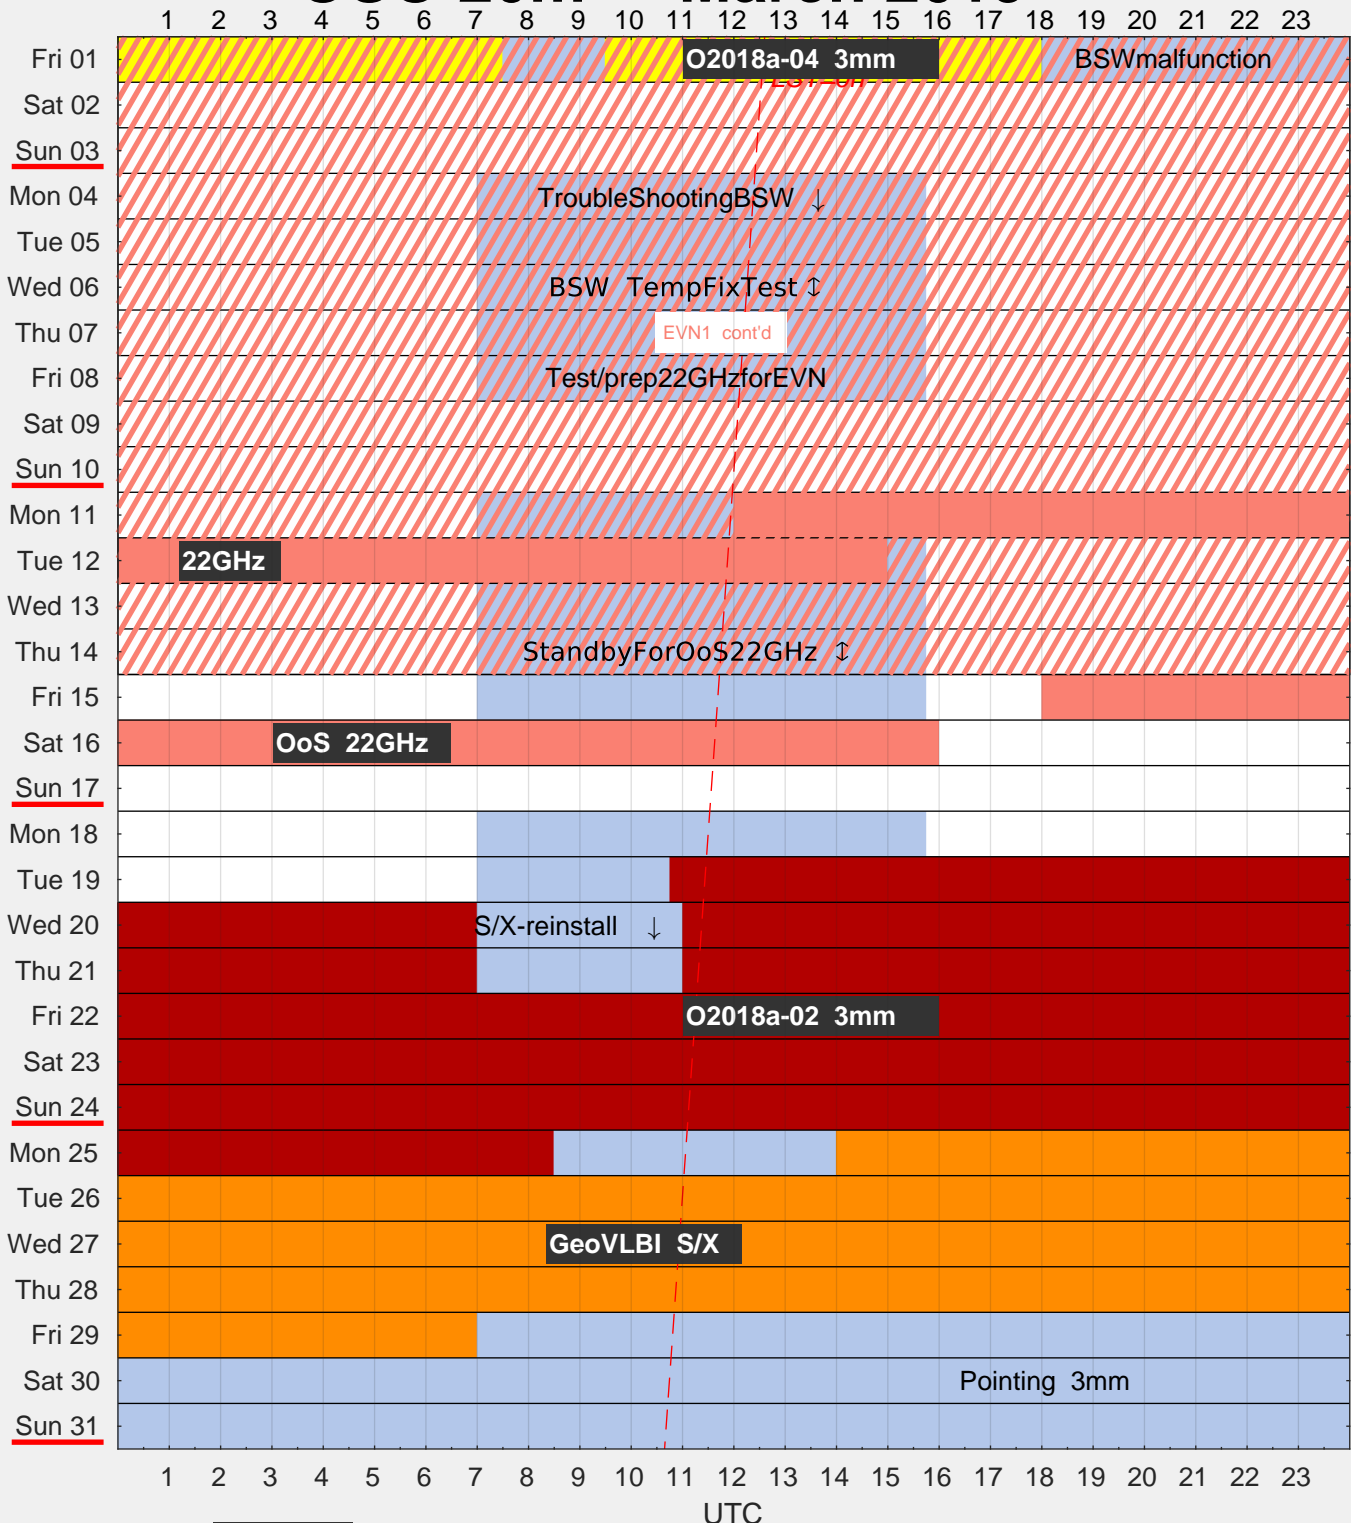 1 2 3 4 5 6 7 8 9 10 11 12 13 14 15 16 17 18 19 20 21 22 23
Fri 01 O2018a-04 3mm BSWmalfunction
Sat 02
Sun 03
Mon 04 TroubleShootingBSW ↓
Tue 05
Wed 06 BSW TempFixTest ↕
Thu 07 EVN1 cont'd
Fri 08 Test/prep22GHzforEVN
Sat 09
Sun 10
Mon 11
Tue 12 22GHz
Wed 13
Thu 14 StandbyForOoS22GHz ↕
Fri 15
Sat 16 OoS 22GHz
Sun 17
Mon 18
Tue 19
Wed 20 S/X-reinstall ↓
Thu 21
Fri 22 O2018a-02 3mm
Sat 23
Sun 24
Mon 25
Tue 26
Wed 27 GeoVLBI S/X
Thu 28
Fri 29
Sat 30 Pointing 3mm
Sun 31
1 2 3 4 5 6 7 8 9 10 11 12 13 14 15 16 17 18 19 20 21 22 23
UTC